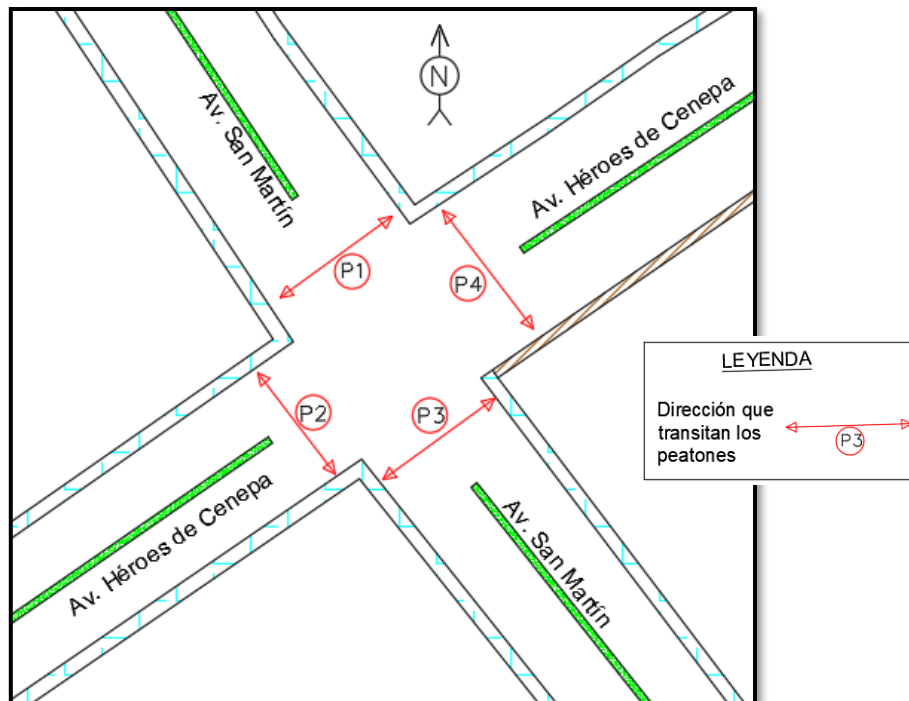 N
Av. San Martín
Av. Héroes de Cenepa
P1
P4
P2
P3
LEYENDA
Dirección que
transitan los
peatones
P3
Av. Héroes de Cenepa
Av. San Martín